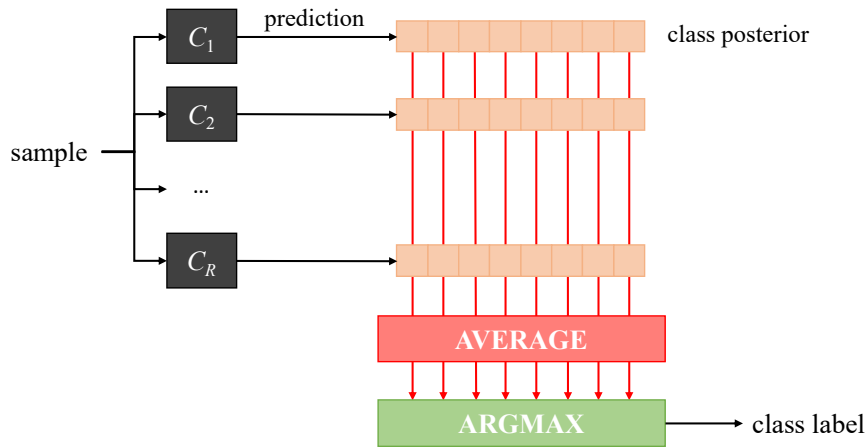 prediction
C1
class posterior
C2
sample
...
CR
AVERAGE
ARGMAX
class label